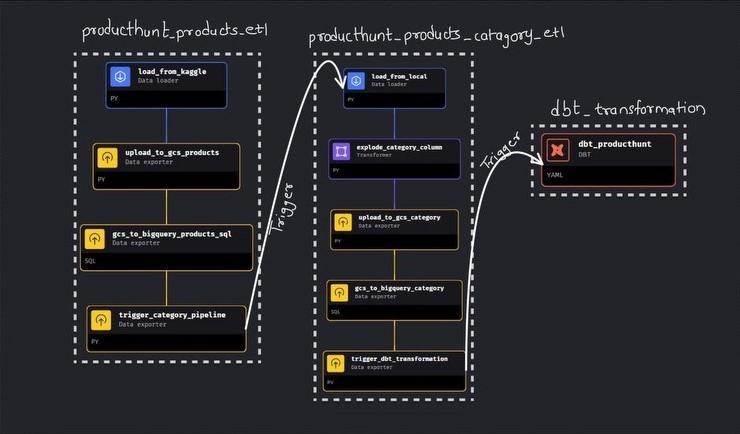 producthunt_products_etl
load_from_kaggle
Data loader
PY
upload_to_gcs_products
Data exporter
PY
gcs_to_bigquery_products_sql
Data exporter
SQL
trigger_category_pipeline
Data exporter
PY
Trigger
producthunt_products_catagory_etl
load_from_local
Data loader
PY
explode_category_column
Transformer
PY
upload_to_gcs_category
Data exporter
PY
gcs_to_bigquery_category
Data exporter
SQL
trigger_dbt_transformation
Data exporter
PY
Trigger
dbt_transformation
dbt_producthunt
DBT
YAML